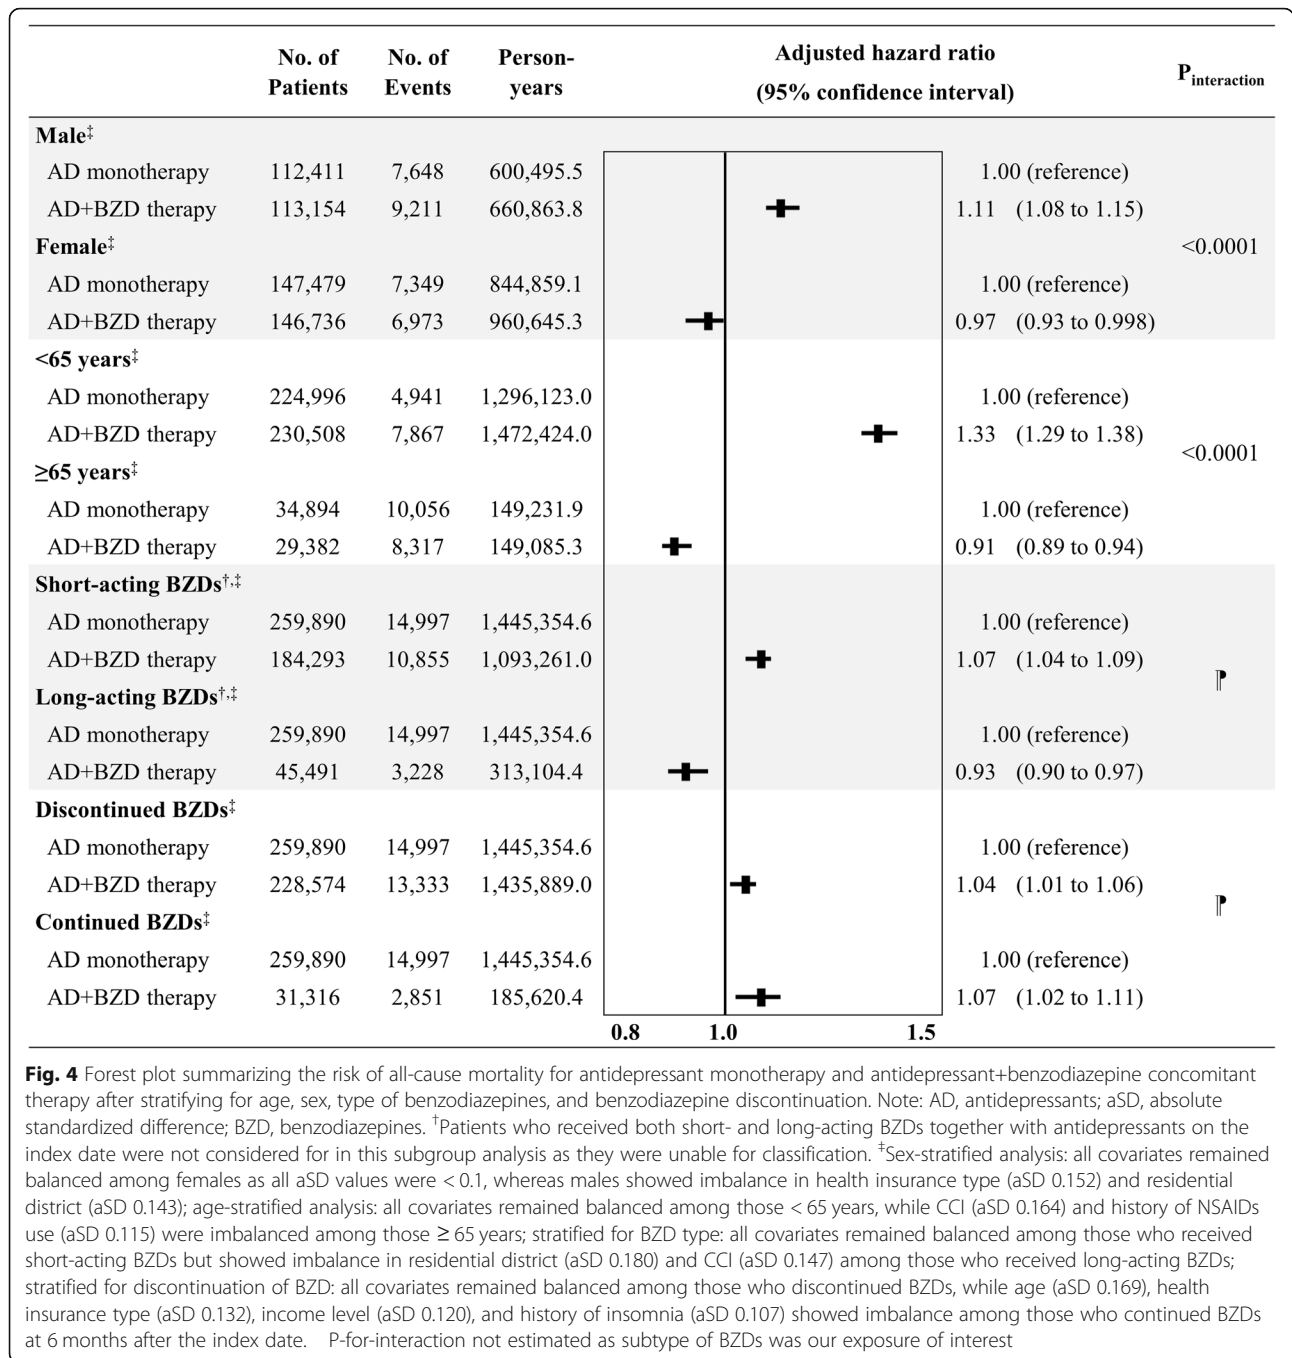 No. of Patients No. of Events Person-years Adjusted hazard ratio (95% confidence interval) P interaction
Male‡
AD monotherapy 112,411 7,648 600,495.5 1.00 (reference)
AD+BZD therapy 113,154 9,211 660,863.8 1.11 (1.08 to 1.15)
Female‡ <0.0001
AD monotherapy 147,479 7,349 844,859.1 1.00 (reference)
AD+BZD therapy 146,736 6,973 960,645.3 0.97 (0.93 to 0.998)
<65 years‡
AD monotherapy 224,996 4,941 1,296,123.0 1.00 (reference)
AD+BZD therapy 230,508 7,867 1,472,424.0 1.33 (1.29 to 1.38)
≥65 years‡ <0.0001
AD monotherapy 34,894 10,056 149,231.9 1.00 (reference)
AD+BZD therapy 29,382 8,317 149,085.3 0.91 (0.89 to 0.94)
Short-acting BZDs†,‡
AD monotherapy 259,890 14,997 1,445,354.6 1.00 (reference)
AD+BZD therapy 184,293 10,855 1,093,261.0 1.07 (1.04 to 1.09)
Long-acting BZDs†,‡ ⁋
AD monotherapy 259,890 14,997 1,445,354.6 1.00 (reference)
AD+BZD therapy 45,491 3,228 313,104.4 0.93 (0.90 to 0.97)
Discontinued BZDs‡
AD monotherapy 259,890 14,997 1,445,354.6 1.00 (reference)
AD+BZD therapy 228,574 13,333 1,435,889.0 1.04 (1.01 to 1.06)
Continued BZDs‡ ⁋
AD monotherapy 259,890 14,997 1,445,354.6 1.00 (reference)
AD+BZD therapy 31,316 2,851 185,620.4 1.07 (1.02 to 1.11)
0.8 1.0 1.5
Fig. 4 Forest plot summarizing the risk of all-cause mortality for antidepressant monotherapy and antidepressant+benzodiazepine concomitant
therapy after stratifying for age, sex, type of benzodiazepines, and benzodiazepine discontinuation. Note: AD, antidepressants; aSD, absolute
standardized difference; BZD, benzodiazepines. †Patients who received both short- and long-acting BZDs together with antidepressants on the
index date were not considered for in this subgroup analysis as they were unable for classification. ‡Sex-stratified analysis: all covariates remained
balanced among females as all aSD values were < 0.1, whereas males showed imbalance in health insurance type (aSD 0.152) and residential
district (aSD 0.143); age-stratified analysis: all covariates remained balanced among those < 65 years, while CCI (aSD 0.164) and history of NSAIDs
use (aSD 0.115) were imbalanced among those ≥ 65 years; stratified for BZD type: all covariates remained balanced among those who received
short-acting BZDs but showed imbalance in residential district (aSD 0.180) and CCI (aSD 0.147) among those who received long-acting BZDs;
stratified for discontinuation of BZD: all covariates remained balanced among those who discontinued BZDs, while age (aSD 0.169), health
insurance type (aSD 0.132), income level (aSD 0.120), and history of insomnia (aSD 0.107) showed imbalance among those who continued BZDs
at 6 months after the index date. P-for-interaction not estimated as subtype of BZDs was our exposure of interest